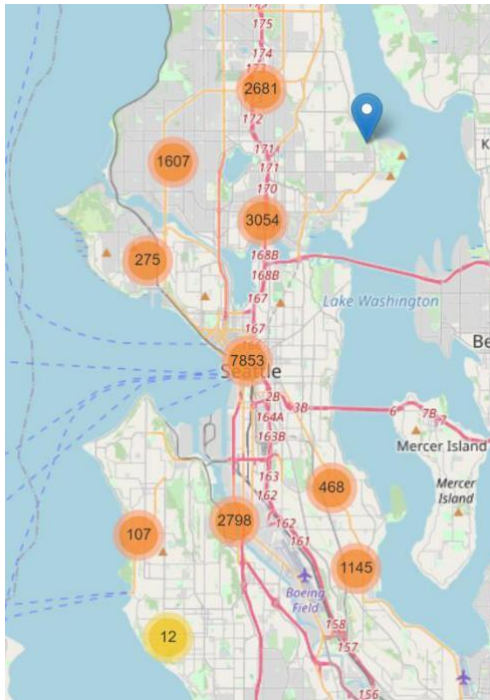 175
174
2681
172
171
1607
171
170
3054
168B
275
168B
167
Lake Washington
167
7853
Seattle
Be
2B
3B
6
7B
164A
163B
Mercer Island
163
468
Mercer
Island
162
2798
162
107
161
1145
Boeing
Field
12
158
157
156